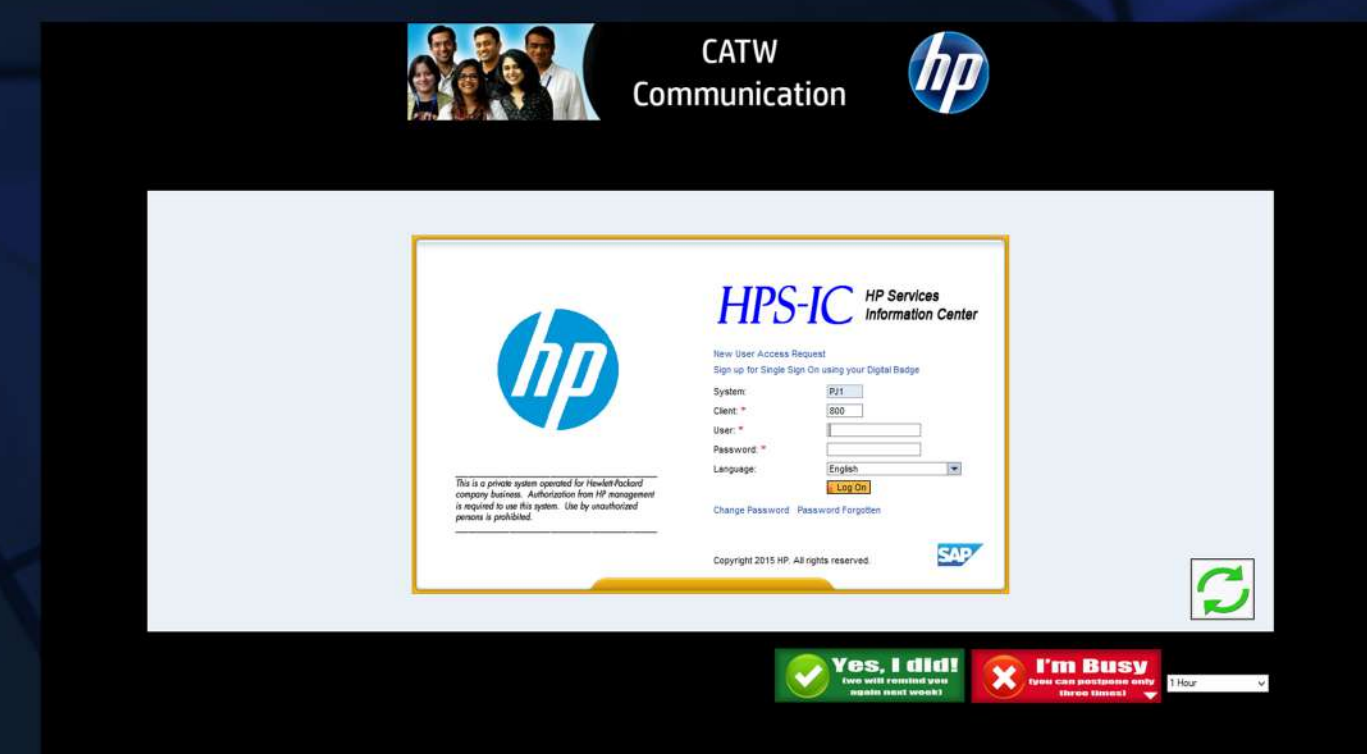 CATW
Communication
hp
HPS-IC HP Services
Information Center
hp
New User Access Request
Sign up for Single Sign On using your Digital Badge
System: PJ1
Client: * 800
User: *
Password: *
Language: English
Log On
This is a private system operated for Hewlett-Packard
company business. Authorization from HP management
is required to use this system. Use by unauthorized
persons is prohibited.
Change Password Password Forgotten
Copyright 2015 HP. All rights reserved.
SAP
Yes, I did!
(we will remind you
again next week)
I'm Busy
(you can postpone only
three times)
1 Hour